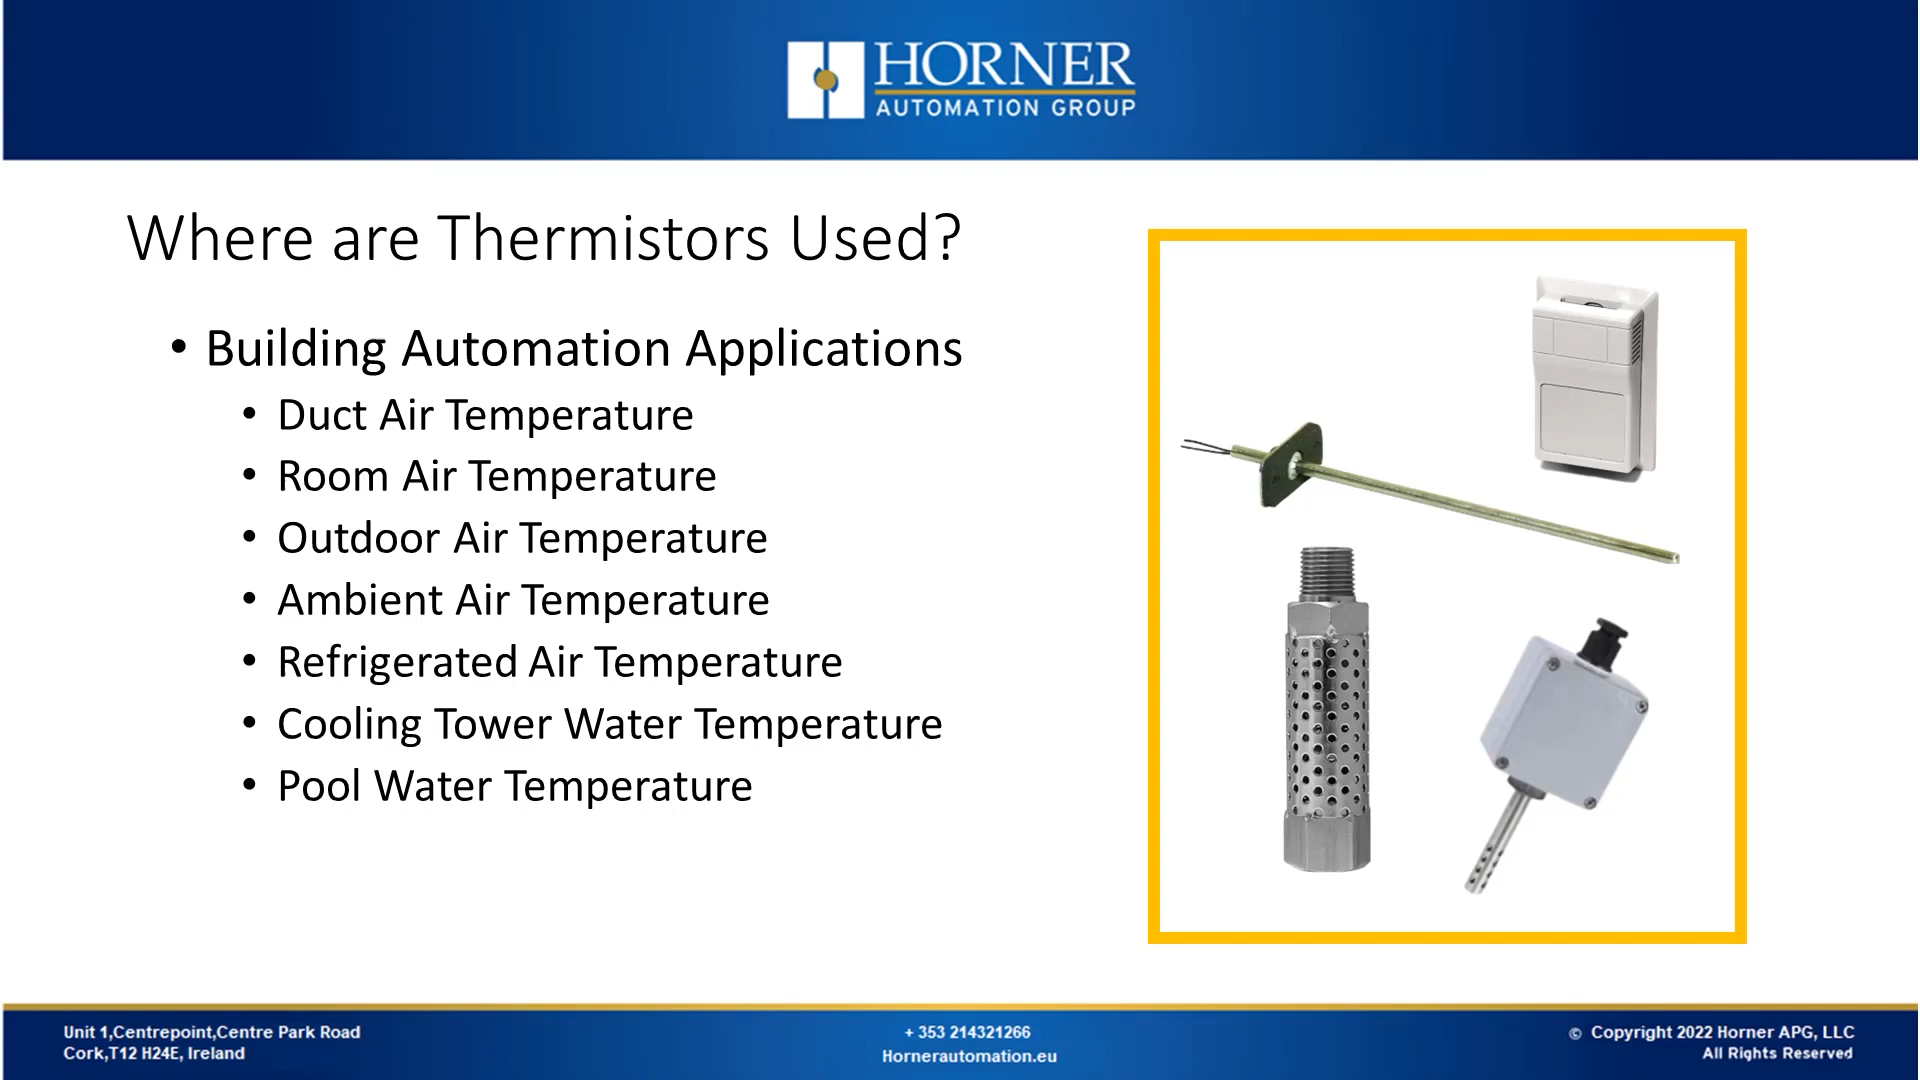 HORNER
AUTOMATION GROUP
Where are Thermistors Used?
• Building Automation Applications
• Duct Air Temperature
• Room Air Temperature
• Outdoor Air Temperature
• Ambient Air Temperature
• Refrigerated Air Temperature
• Cooling Tower Water Temperature
• Pool Water Temperature
Unit 1,Centrepoint,Centre Park Road
Cork,T12 H24E, Ireland
+ 353 214321266
Hornerautomation.eu
© Copyright 2022 Horner APG, LLC
All Rights Reserved